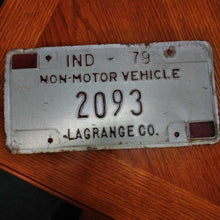 IND - 79
NON-MOTOR VEHICLE
2093
LAGRANGE CO.